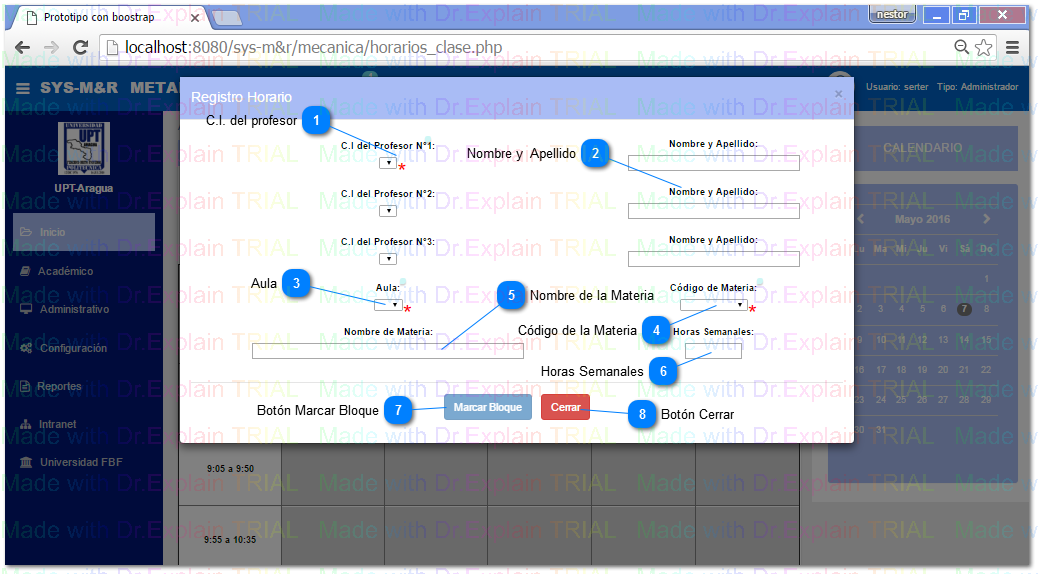 Prototipo con boostrap
nestor
localhost:8080/sys-m&r/mecanica/horarios_clase.php
SYS-M&R META
Usuario: serter Tipo: Administrador
UNIVERSIDAD
UPT
UPT-Aragua
Inicio
Académico
Administrativo
Configuración
Reportes
Intranet
Universidad FBF
Registro Horario
×
C.I. del profesor 1
C.I del Profesor N°1:
*
Nombre y Apellido 2
Nombre y Apellido:
C.I del Profesor N°2:
Nombre y Apellido:
C.I del Profesor N°3:
Nombre y Apellido:
Aula 3
Aula:
*
5 Nombre de la Materia
Código de Materia:
*
Nombre de Materia:
Código de la Materia 4
Horas Semanales:
Horas Semanales 6
Botón Marcar Bloque 7
Marcar Bloque
Cerrar
8 Botón Cerrar
9:05 a 9:50
9:55 a 10:35
CALENDARIO
Mayo 2016
Lu Ma Mi Ju Vi Sá Do
1
2 3 4 5 6 7 8
9 10 11 12 13 14 15
16 17 18 19 20 21 22
23 24 25 26 27 28 29
30 31
Made with Dr.Explain TRIAL